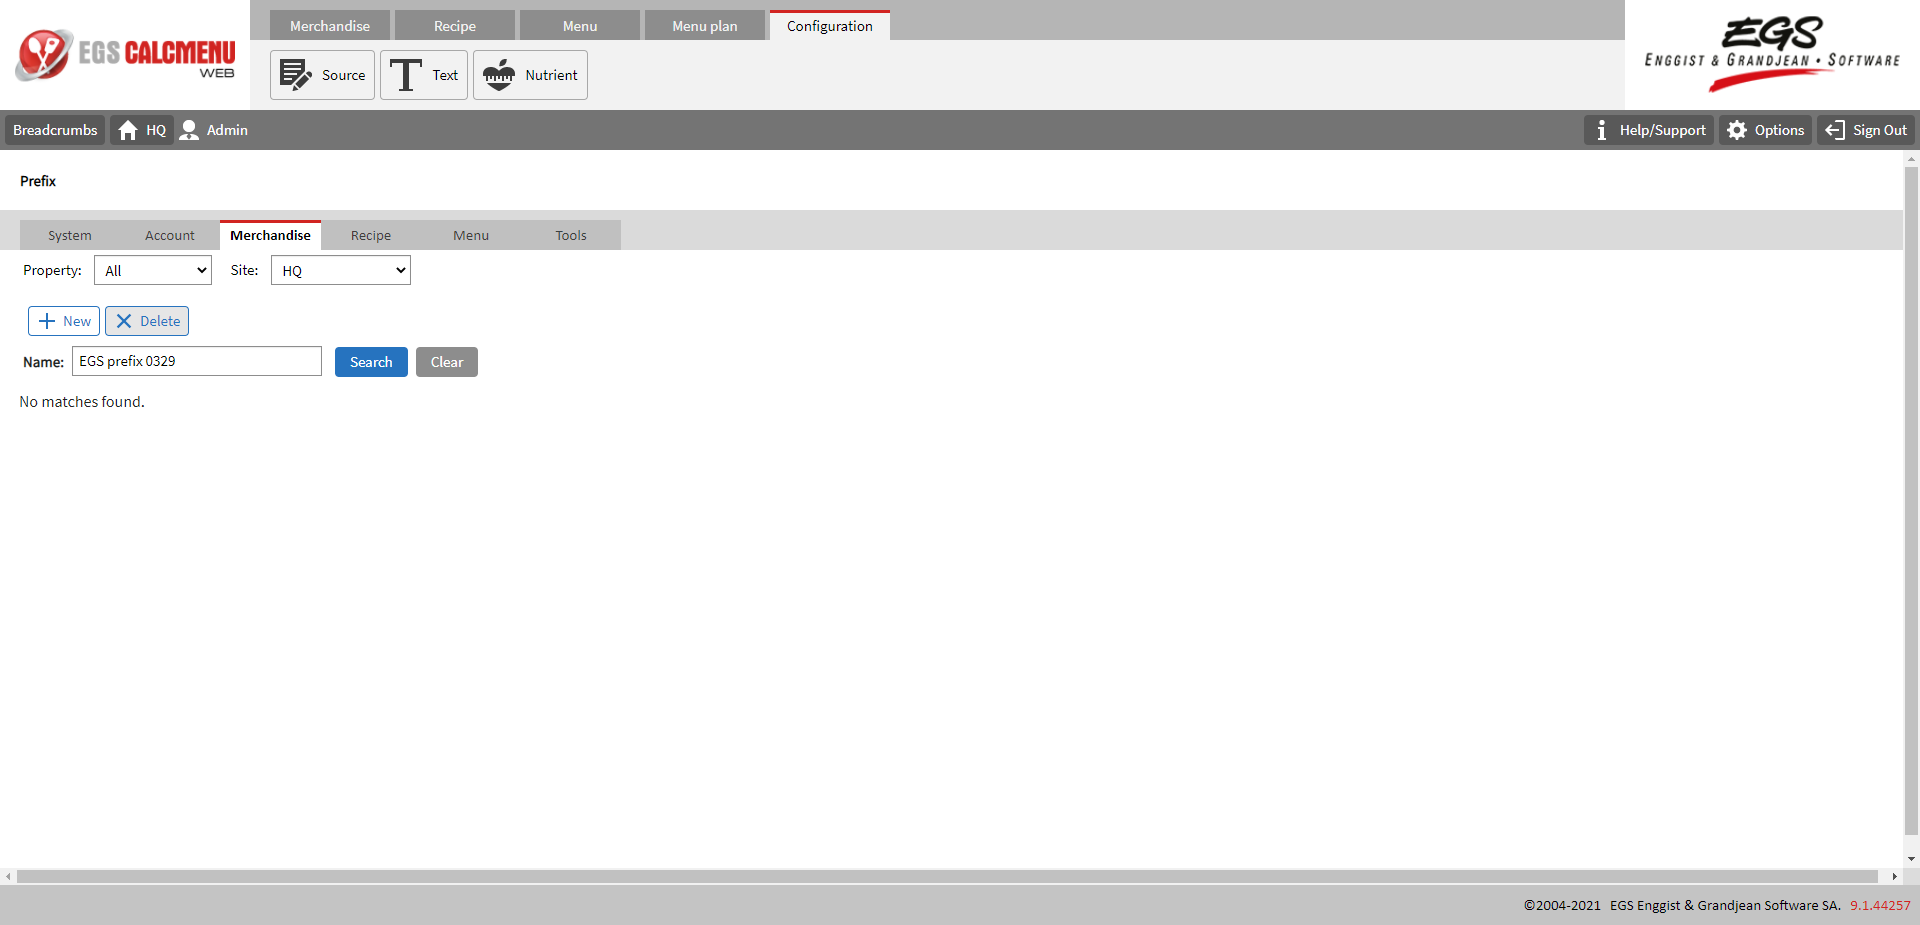 EGS CALCMENU
WEB
Merchandise
Recipe
Menu
Menu plan
Configuration
Source
Text
Nutrient
EGS
ENGGIST & GRANDJEAN • SOFTWARE
Breadcrumbs
HQ
Admin
Help/Support
Options
Sign Out
Prefix
System
Account
Merchandise
Recipe
Menu
Tools
Property:
All
Site:
HQ
New
Delete
Name:
EGS prefix 0329
Search
Clear
No matches found.
©2004-2021 EGS Enggist & Grandjean Software SA. 9.1.44257